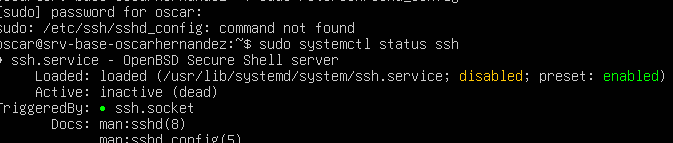 [sudo] password for oscar:
sudo: /etc/ssh/sshd_config: command not found
oscar@srv-base-oscarhernandez:~$ sudo systemctl status ssh
ssh.service - OpenBSD Secure Shell server
Loaded: loaded (/usr/lib/systemd/system/ssh.service; disabled; preset: enabled)
Active: inactive (dead)
TriggeredBy: ● ssh.socket
Docs: man:sshd(8)
man:sshd_config(5)